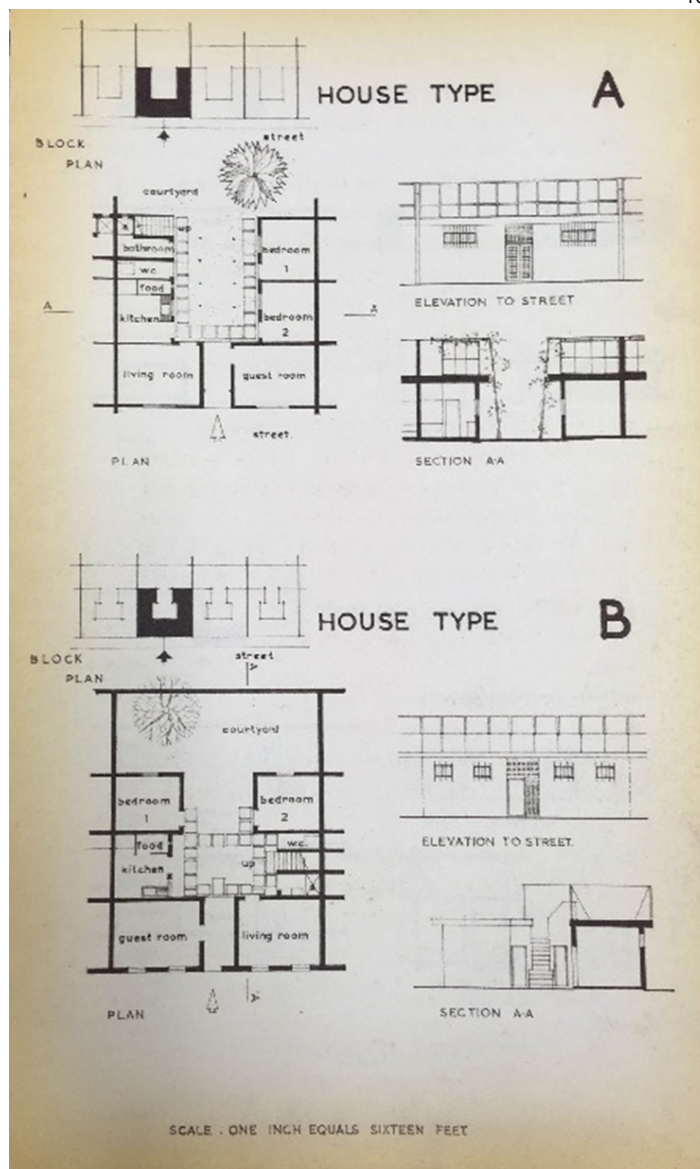 HOUSE TYPE A
BLOCK
PLAN
street
courtyard
up
bathroom
wc
food
kitchen
bedroom
1
bedroom
2
A
A
living room
guest room
street.
PLAN
ELEVATION TO STREET
SECTION A-A
HOUSE TYPE B
BLOCK
PLAN
street
courtyard
bedroom
1
bedroom
2
food
wc.
kitchen
up
guest room
living room
PLAN
ELEVATION TO STREET.
SECTION A-A
SCALE . ONE INCH EQUALS SIXTEEN FEET